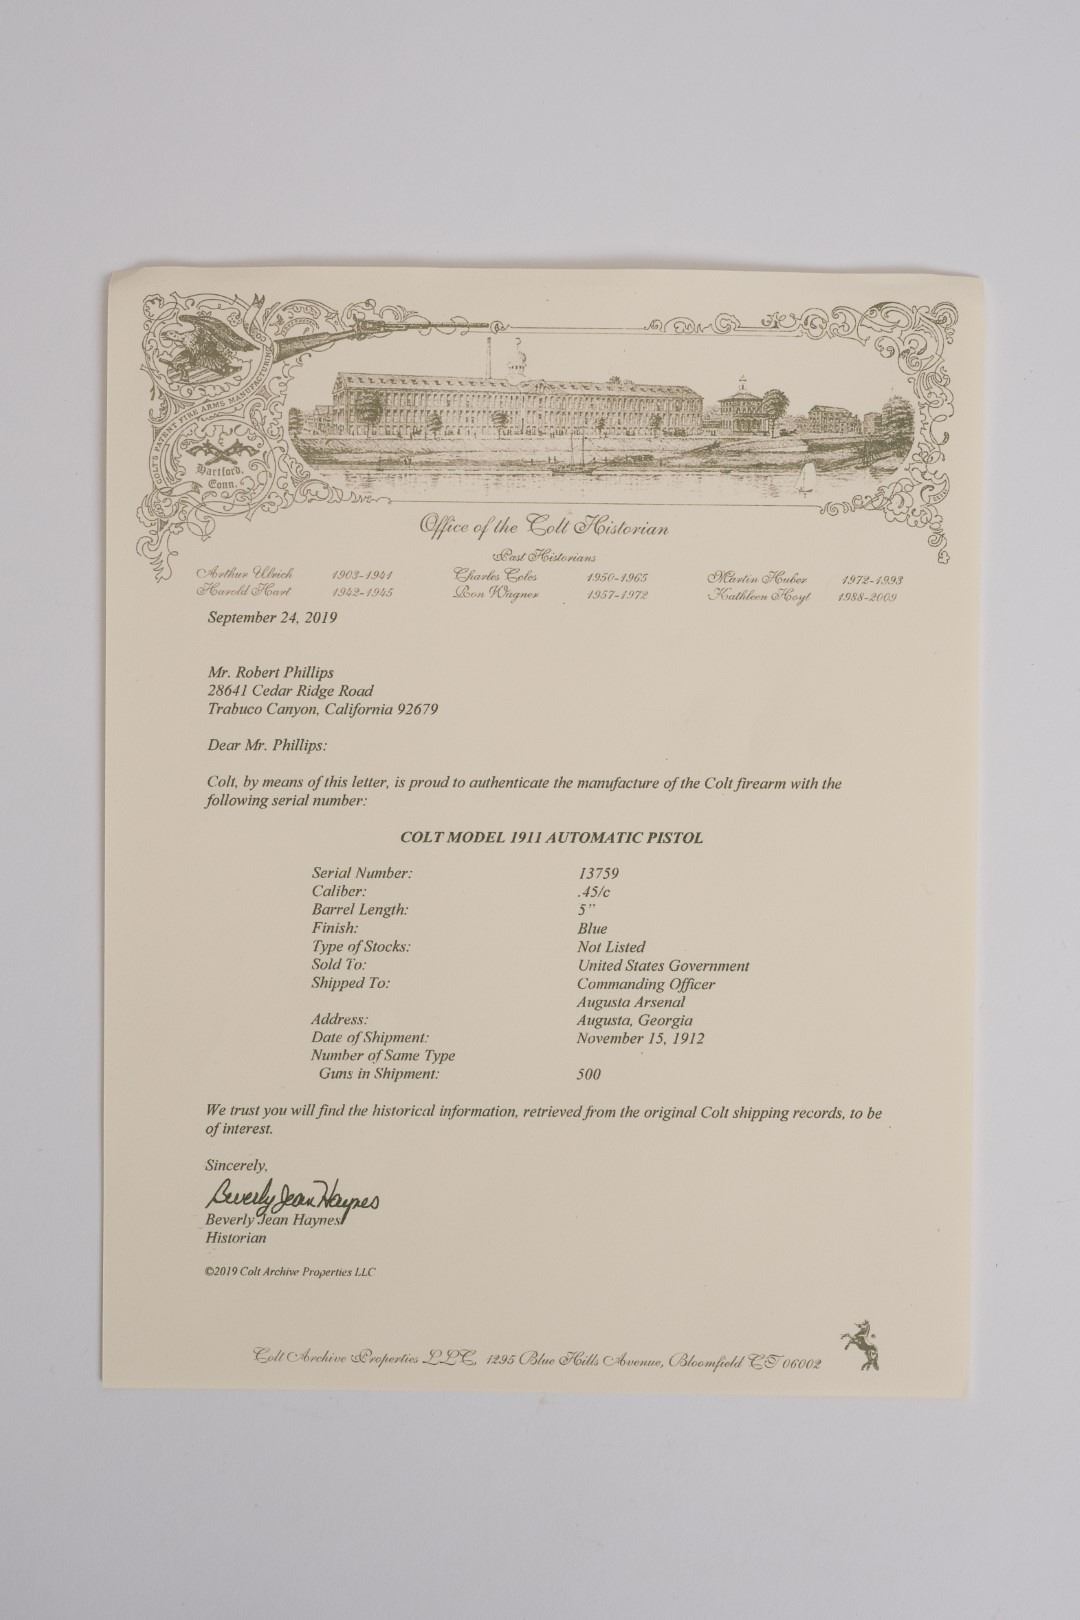 COLT'S PATENT FIRE ARMS MANUFACTURING CO
Hartford,
Conn.
Office of the Colt Historian
Past Historians
Arthur Ulrich 1903-1941 Charles Coles 1950-1965 Martin Huber 1972-1993
Harold Hart 1942-1945 Ron Wagner 1957-1972 Kathleen Hoyt 1988-2009
September 24, 2019
Mr. Robert Phillips
28641 Cedar Ridge Road
Trabuco Canyon, California 92679
Dear Mr. Phillips:
Colt, by means of this letter, is proud to authenticate the manufacture of the Colt firearm with the
following serial number:
COLT MODEL 1911 AUTOMATIC PISTOL
Serial Number: 13759
Caliber: .45/c
Barrel Length: 5”
Finish: Blue
Type of Stocks: Not Listed
Sold To: United States Government
Shipped To: Commanding Officer
Augusta Arsenal
Address: Augusta, Georgia
Date of Shipment: November 15, 1912
Number of Same Type
Guns in Shipment: 500
We trust you will find the historical information, retrieved from the original Colt shipping records, to be
of interest.
Sincerely,
Beverly Jean Haynes
Beverly Jean Haynes
Historian
©2019 Colt Archive Properties LLC
Colt Archive Properties LLC, 1295 Blue Hills Avenue, Bloomfield CT 06002